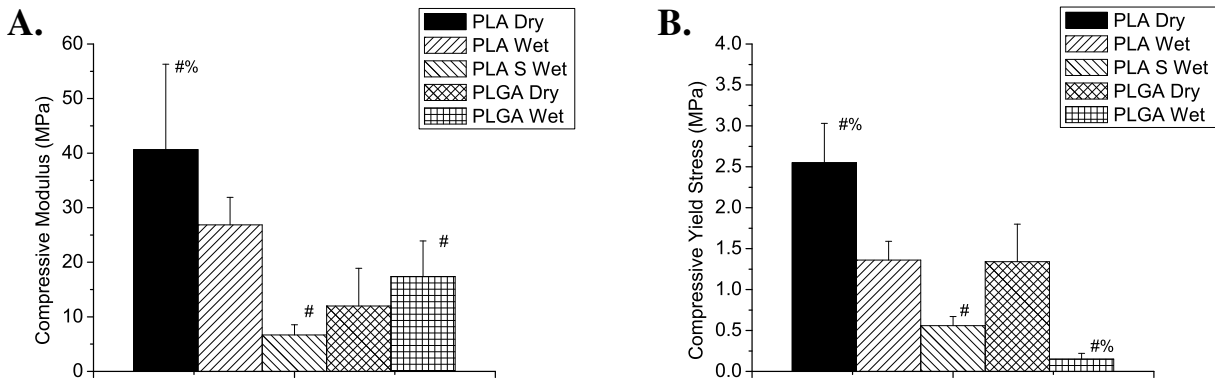 A.
PLA Dry
PLA Wet
PLA S Wet
PLGA Dry
PLGA Wet
Compressive Modulus (MPa)
60
50
40
30
20
10
0
#%
#
#
B.
PLA Dry
PLA Wet
PLA S Wet
PLGA Dry
PLGA Wet
Compressive Yield Stress (MPa)
4.0
3.5
3.0
2.5
2.0
1.5
1.0
0.5
0.0
#%
#
#%